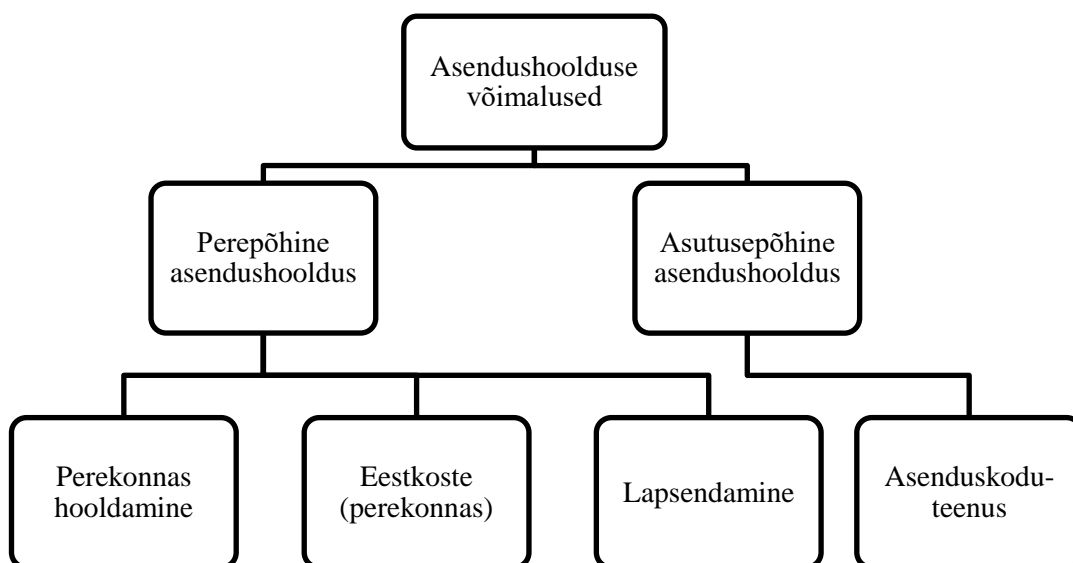 Asendushoolduse
võimalused
Perepõhine
asendushooldus
Asutusepõhine
asendushooldus
Perekonnas
hooldamine
Eestkoste
(perekonnas)
Lapsendamine
Asenduskodu-
teenus